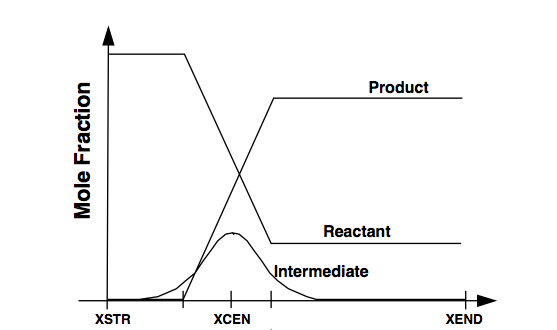 Mole Fraction
Product
Reactant
Intermediate
XSTR
XCEN
XEND